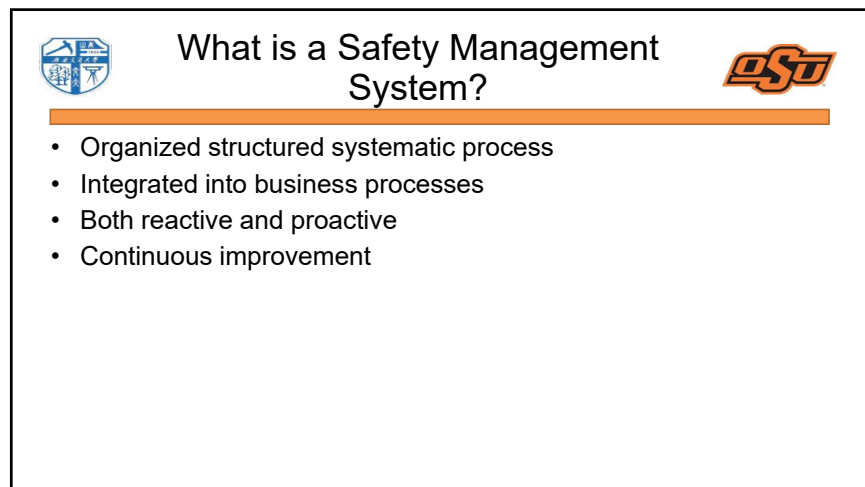 What is a Safety Management
System?
OSU
• Organized structured systematic process
• Integrated into business processes
• Both reactive and proactive
• Continuous improvement